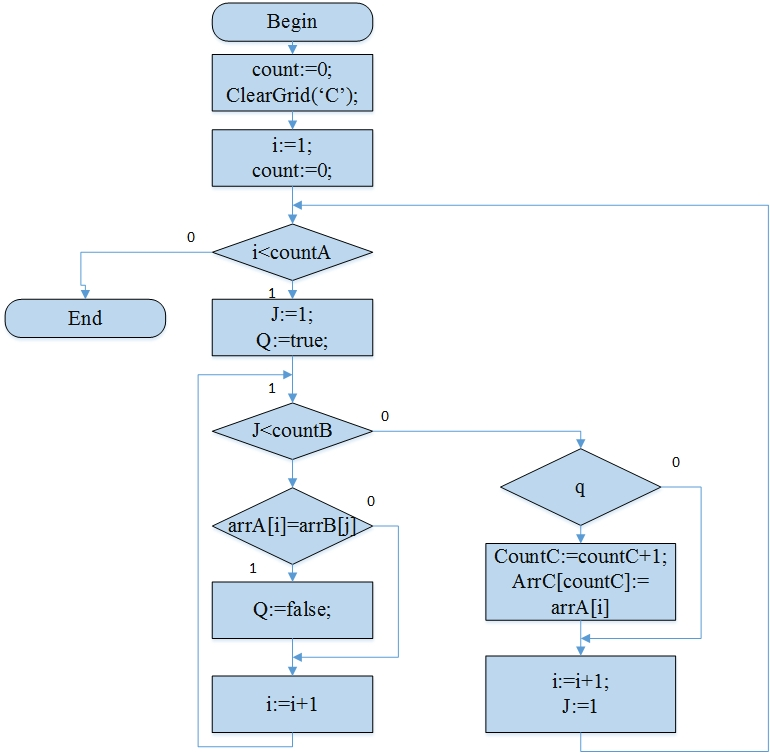 Begin
count:=0;
ClearGrid(‘C’);
i:=1;
count:=0;
0
i<countA
End
1
J:=1;
Q:=true;
1
J<countB
0
q
0
arrA[i]=arrB[j]
0
1
Q:=false;
CountC:=countC+1;
ArrC[countC]:=
arrA[i]
i:=i+1
i:=i+1;
J:=1